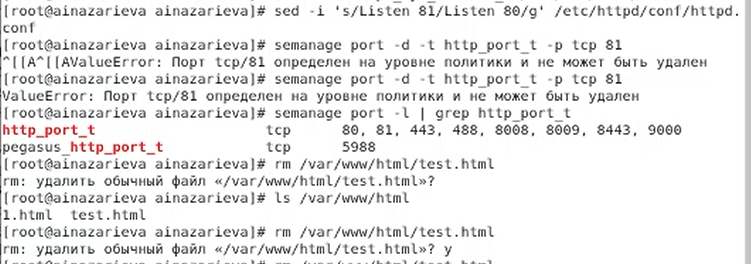 [root@ainazarieva ainazarieva]# sed -i 's/Listen 81/Listen 80/g' /etc/httpd/conf/httpd.
conf
[root@ainazarieva ainazarieva]# semanage port -d -t http_port_t -p tcp 81
^[[A^[[AValueError: Порт tcp/81 определен на уровне политики и не может быть удален
[root@ainazarieva ainazarieva]# semanage port -d -t http_port_t -p tcp 81
ValueError: Порт tcp/81 определен на уровне политики и не может быть удален
[root@ainazarieva ainazarieva]# semanage port -l | grep http_port_t
http_port_t                    tcp      80, 81, 443, 488, 8008, 8009, 8443, 9000
pegasus_http_port_t            tcp      5988
[root@ainazarieva ainazarieva]# rm /var/www/html/test.html
rm: удалить обычный файл «/var/www/html/test.html»?
[root@ainazarieva ainazarieva]# ls /var/www/html
1.html  test.html
[root@ainazarieva ainazarieva]# rm /var/www/html/test.html
rm: удалить обычный файл «/var/www/html/test.html»? y